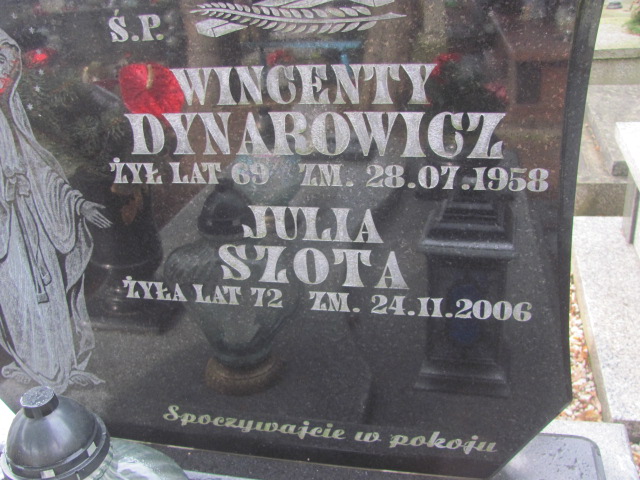 Ś.P.
WINCENTY
DYNAROWICZ
ŻYŁ LAT 69 ZM. 28.07.1958
JULIA
SZOTA
ŻYŁA LAT 72 ZM. 24.11.2006
Spoczywajcie w pokoju